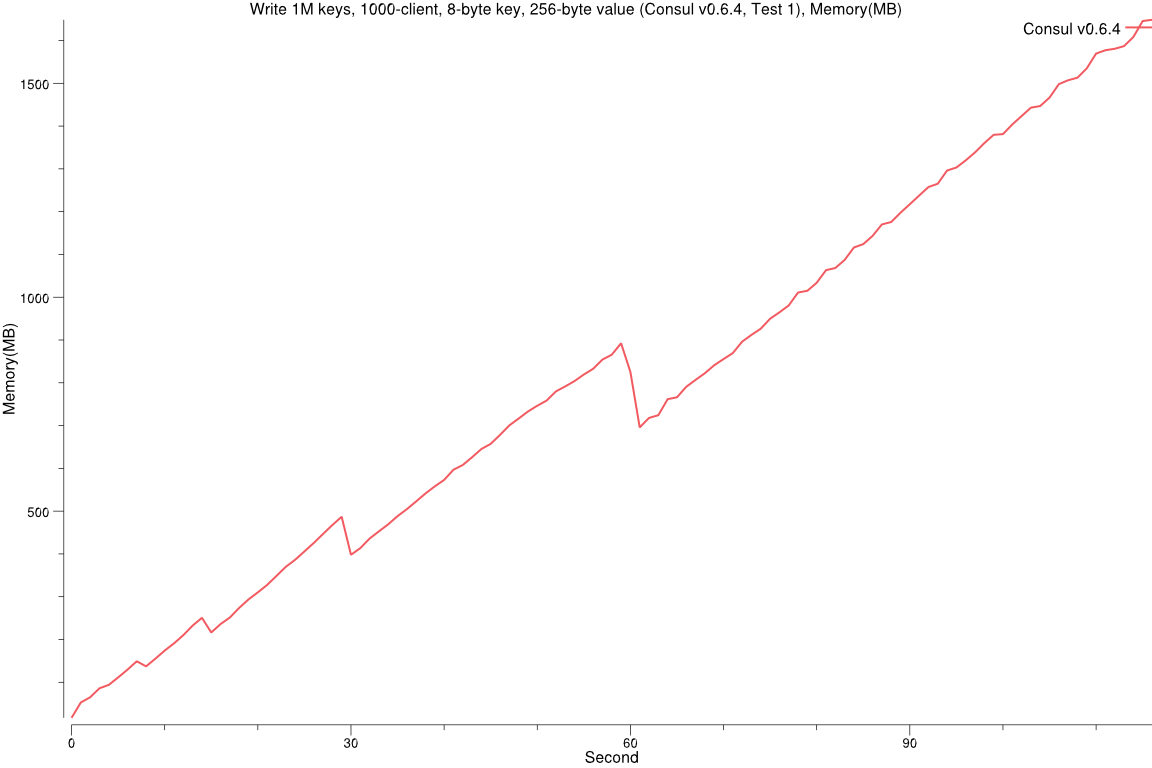 Write 1M keys, 1000-client, 8-byte key, 256-byte value (Consul v0.6.4, Test 1), Memory(MB)
Consul v0.6.4
1500
1000
500
Memory(MB)
0 30 60 90
Second